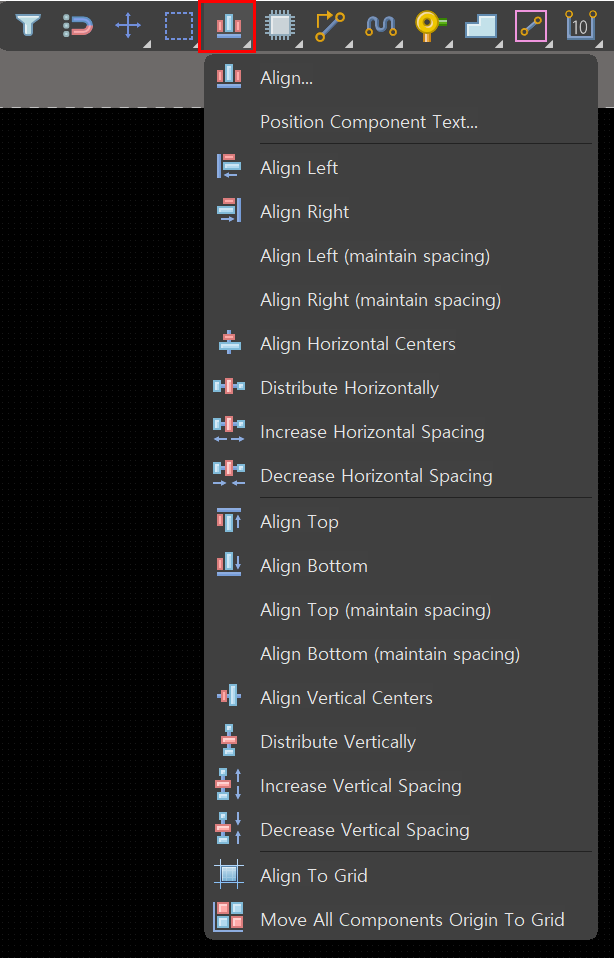 10
Align...
Position Component Text...
Align Left
Align Right
Align Left (maintain spacing)
Align Right (maintain spacing)
Align Horizontal Centers
Distribute Horizontally
Increase Horizontal Spacing
Decrease Horizontal Spacing
Align Top
Align Bottom
Align Top (maintain spacing)
Align Bottom (maintain spacing)
Align Vertical Centers
Distribute Vertically
Increase Vertical Spacing
Decrease Vertical Spacing
Align To Grid
Move All Components Origin To Grid